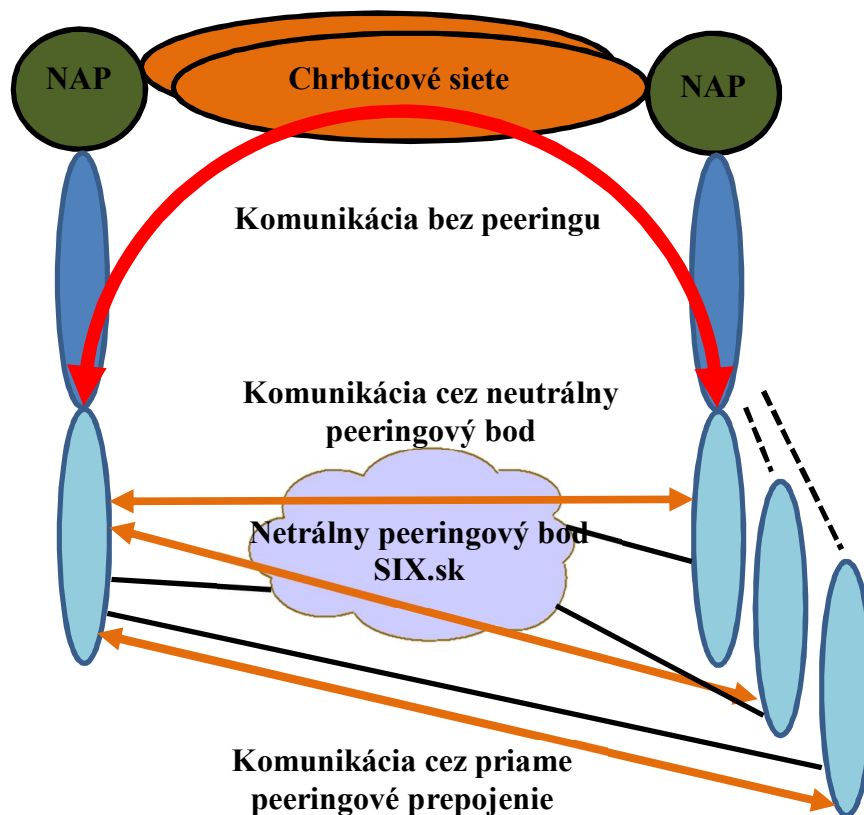 NAP
Chrbticové siete
NAP
Komunikácia bez peeringu
Komunikácia cez neutrálny
peeringový bod
Netrálny peeringový bod
SIX.sk
Komunikácia cez priame
peeringové prepojenie